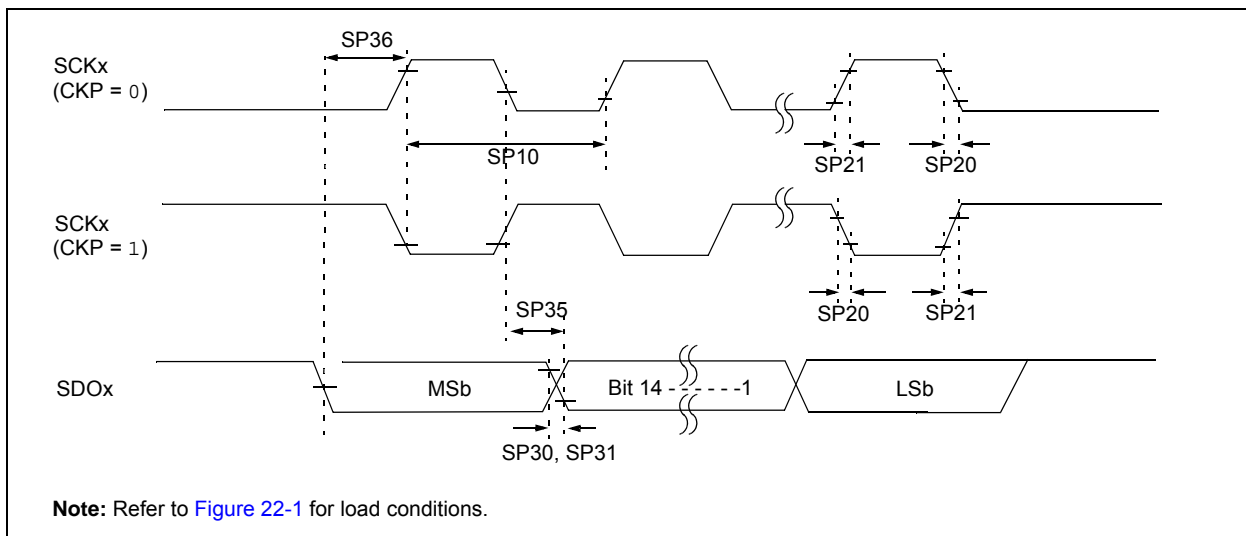 SP36
SCKx
(CKP = 0)
SP10
SP21
SP20
SCKx
(CKP = 1)
SP35
SP20
SP21
SDOx
MSb
Bit 14 - - - - - -1
LSb
SP30, SP31
Note: Refer to Figure 22-1 for load conditions.